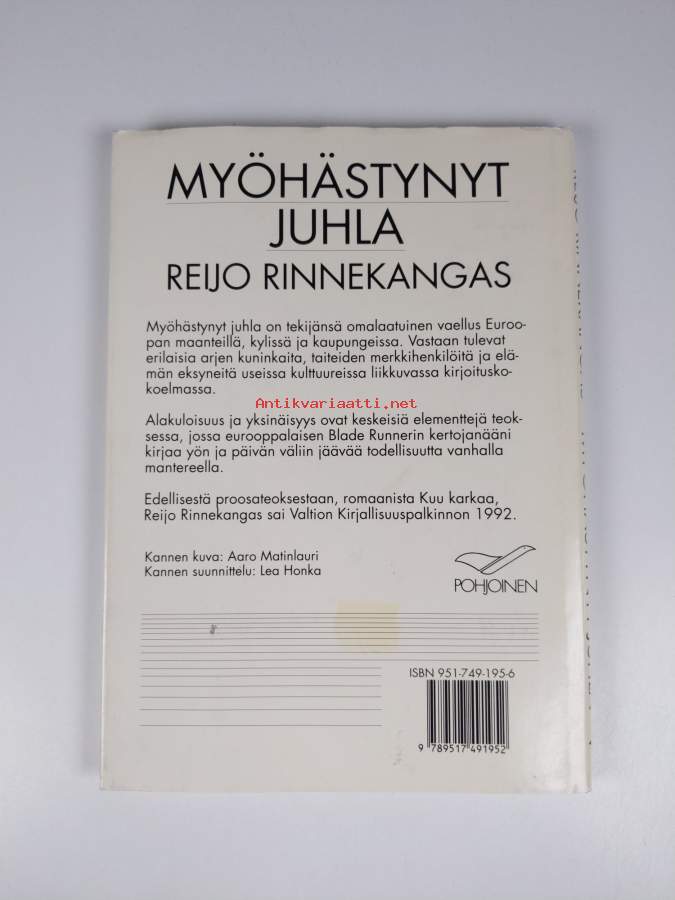 MYÖHÄSTYNYT
JUHLA
REIJO RINNEKANGAS
Myöhästynyt juhla on tekijänsä omalaatuinen vaellus Euroo-
pan maanteillä, kylissä ja kaupungeissa. Vastaan tulevat
erilaisia arjen kuninkaita, taiteiden merkkihenkilöitä ja elä-
män eksyneitä useissa kulttuureissa liikkuvassa kirjoitusko-
koelmassa.
Antikvariaatti.net
Alakuloisuus ja yksinäisyys ovat keskeisiä elementtejä teok-
sessa, jossa eurooppalaisen Blade Runnerin kertojanääni
kirjaa yön ja päivän väliin jäävää todellisuutta vanhalla
mantereella.
Edellisestä proosateoksestaan, romaanista Kuu karkaa,
Reijo Rinnekangas sai Valtion Kirjallisuuspalkinnon 1992.
Kannen kuva: Aaro Matinlauri
Kannen suunnittelu: Lea Honka
POHJOINEN
ISBN 951-749-195-6
9 789517 491952